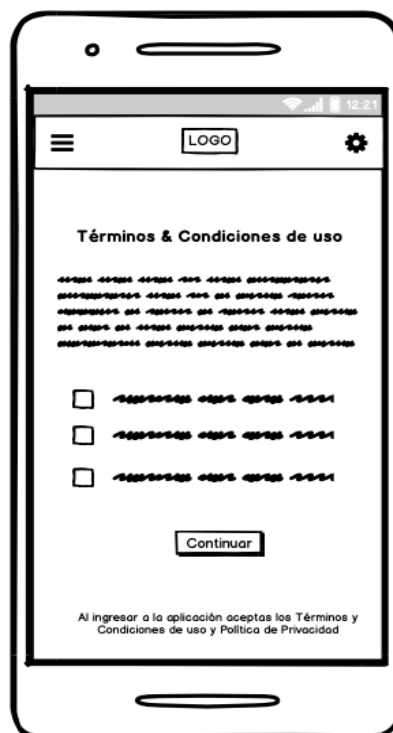 12:21
LOGO
Términos & Condiciones de uso
Continuar
Al ingresar a la aplicación aceptas los Términos y
Condiciones de uso y Política de Privacidad